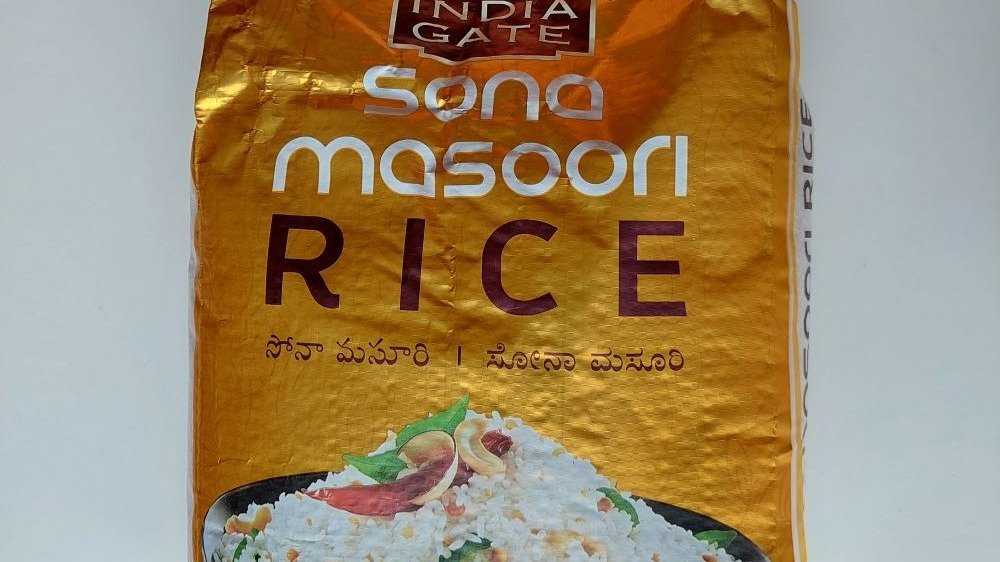 INDIA
GATE
Sona
masoori
RICE
సోనా మసూరి | ಸೋನಾ ಮಸೂರಿ
masoori RICE